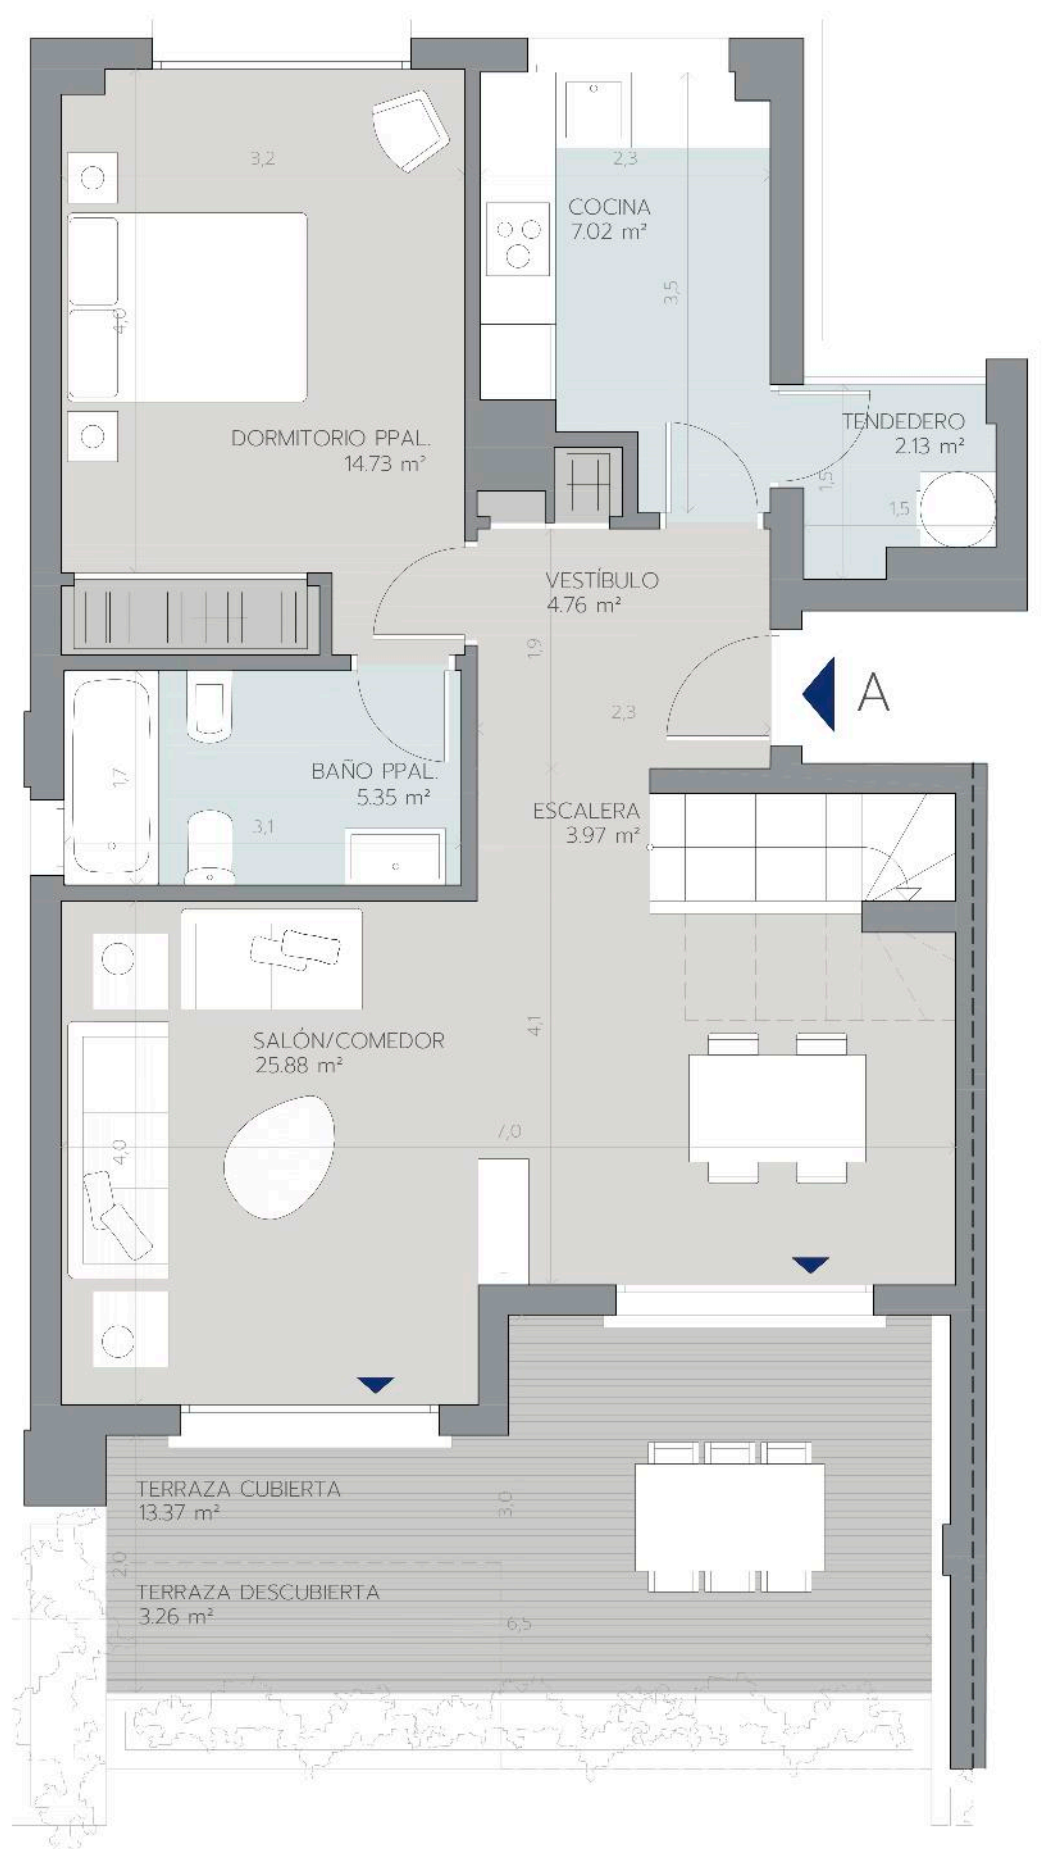 3,2
2,3
COCINA
7.02 m²
3,5
4,0
DORMITORIO PPAL.
14.73 m²
TENDEDERO
2.13 m²
1,5
1,5
VESTÍBULO
4.76 m²
1,9
2,3
A
BAÑO PPAL.
5.35 m²
1,7
3,1
ESCALERA
3.97 m²
SALÓN/COMEDOR
25.88 m²
4,1
7,0
4,0
TERRAZA CUBIERTA
13.37 m²
3,0
2,0
TERRAZA DESCUBIERTA
3.26 m²
6,5